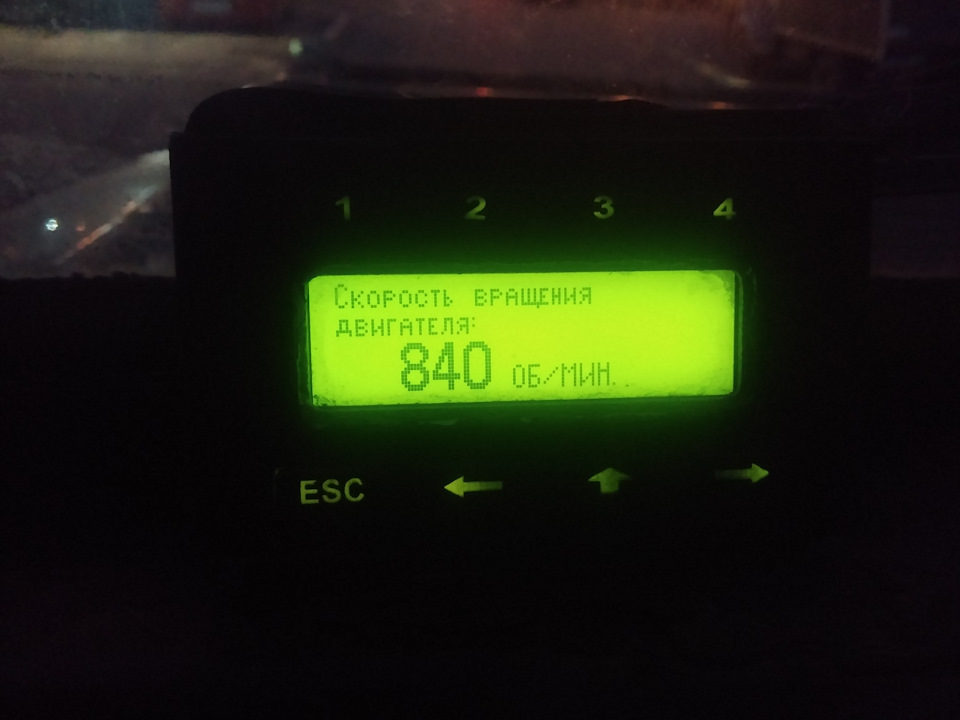 1 2 3 4
Скорость вращения
двигателя:
840 ОБ/МИН.
ESC